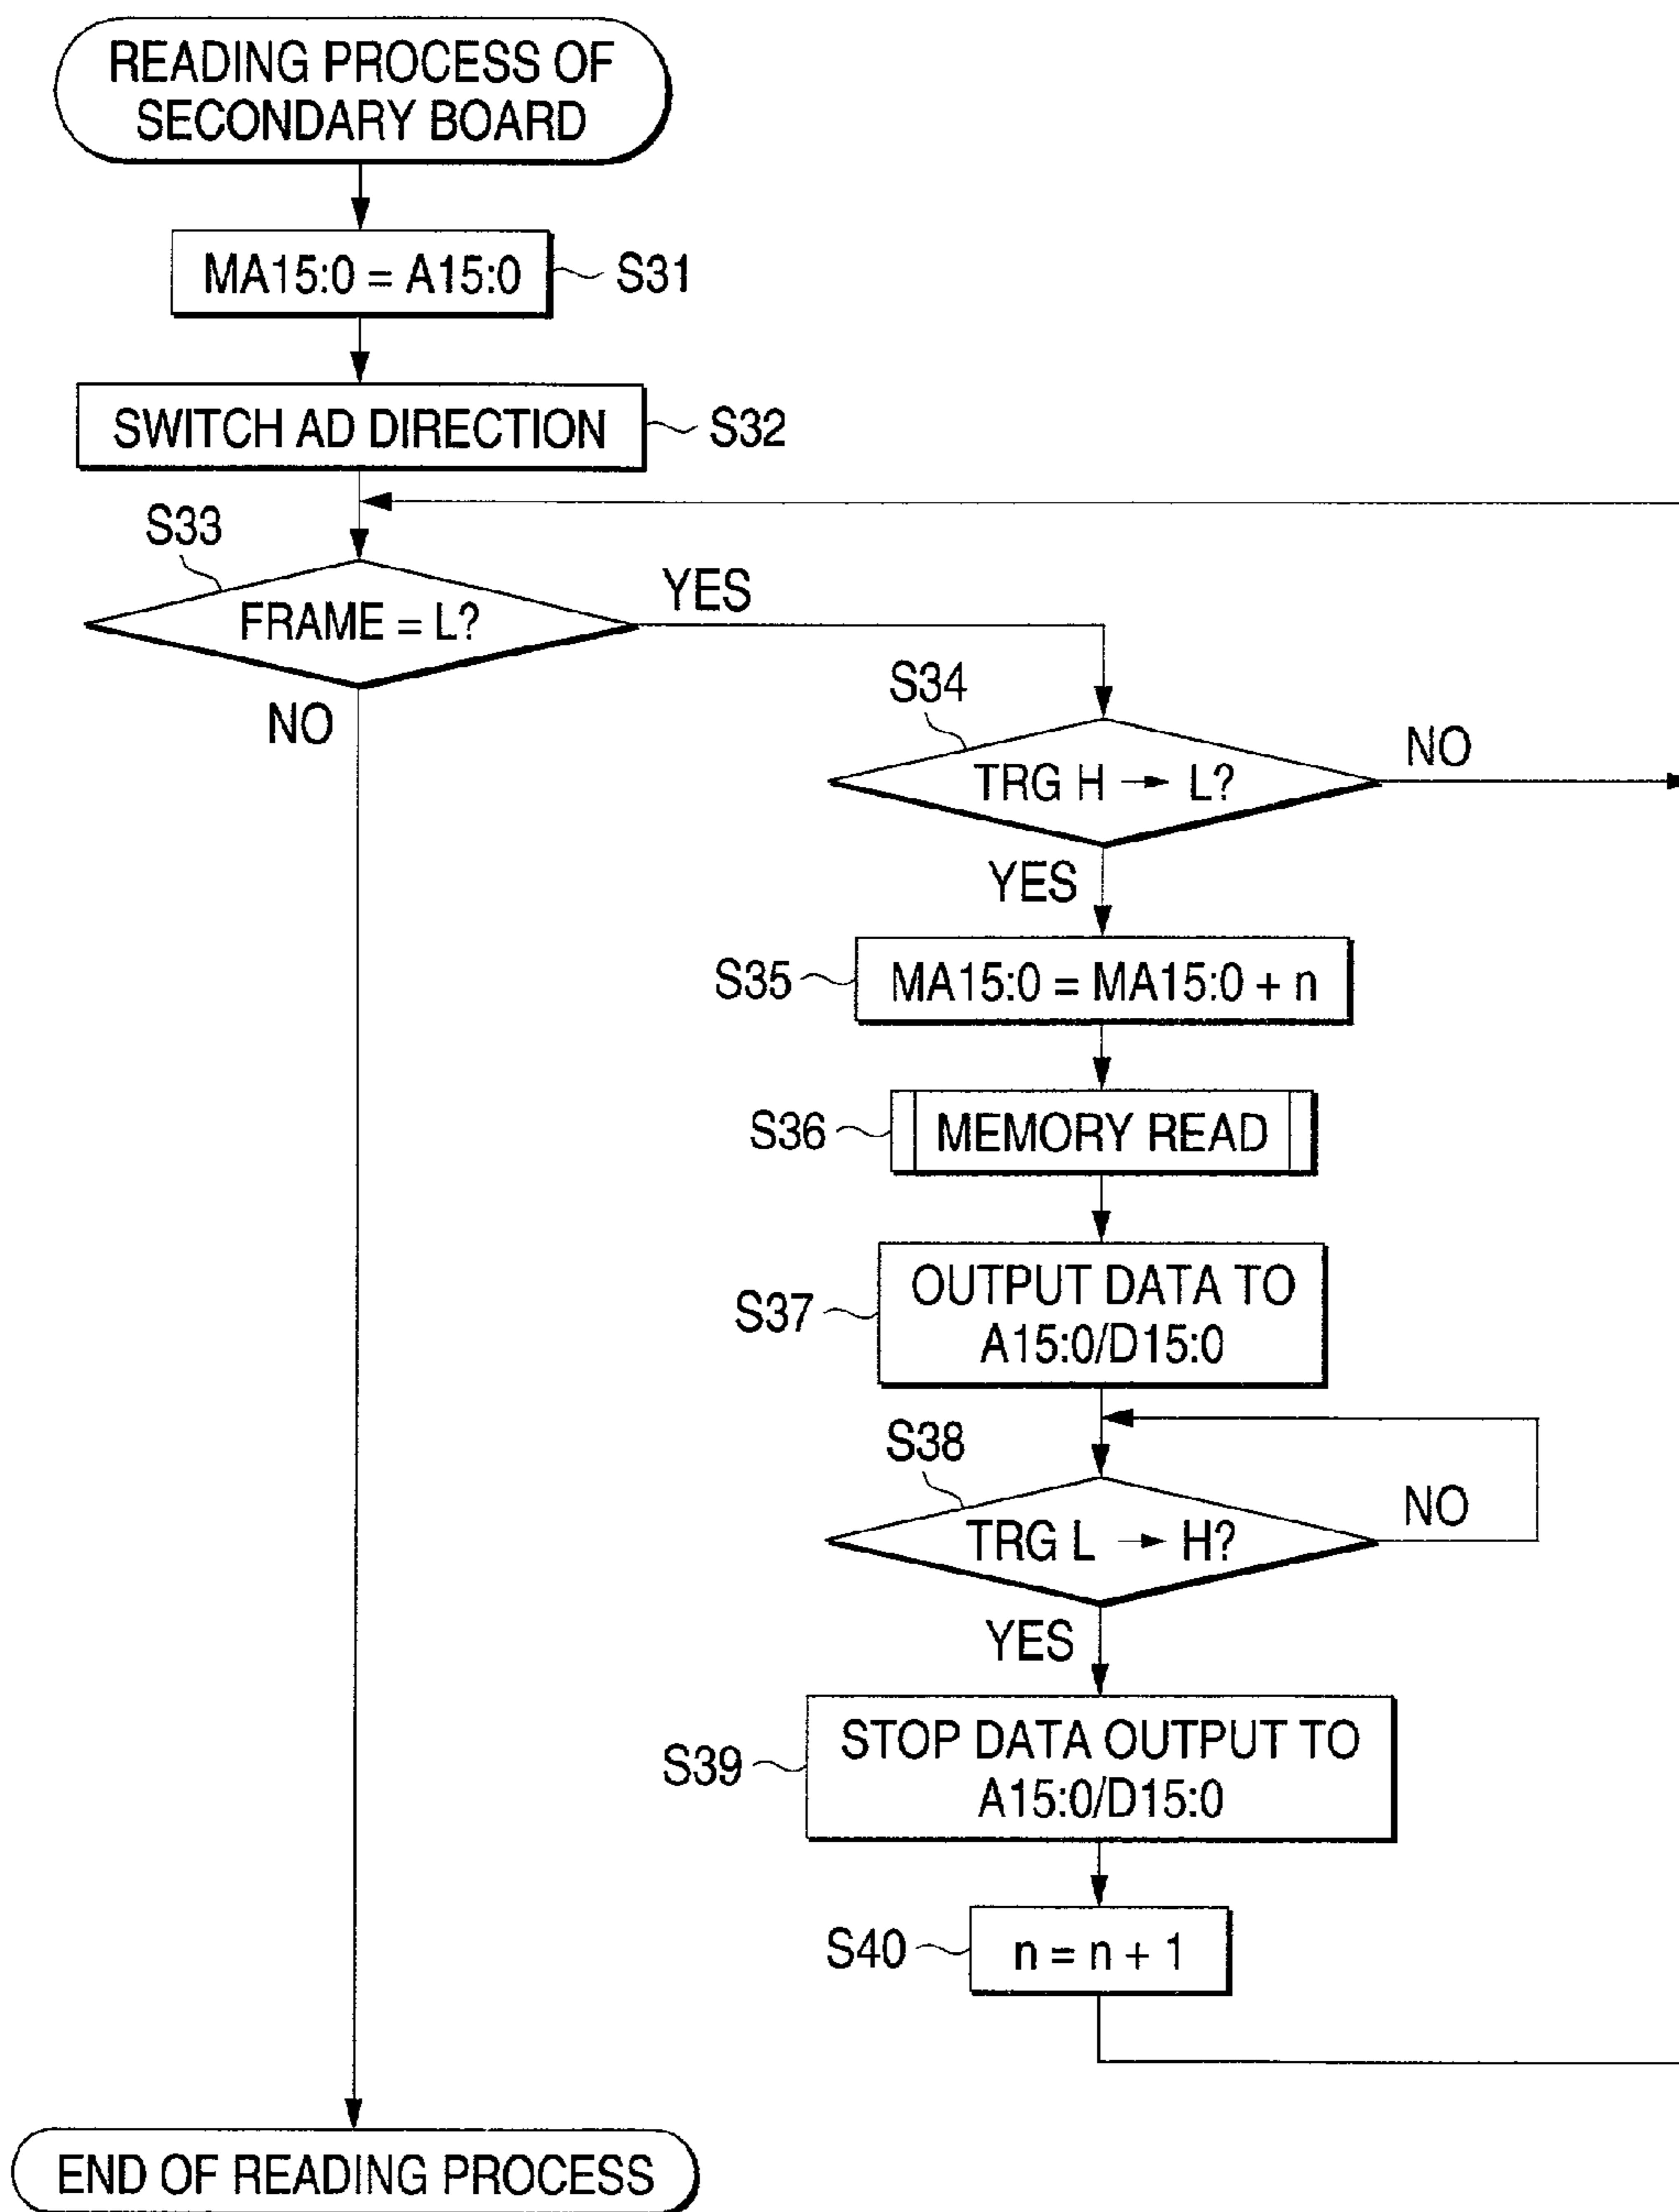 READING PROCESS OF
SECONDARY BOARD
MA15:0 = A15:0
S31
SWITCH AD DIRECTION
S32
S33
FRAME = L?
YES
NO
S34
TRG H → L?
NO
YES
S35
MA15:0 = MA15:0 + n
S36
MEMORY READ
S37
OUTPUT DATA TO
A15:0/D15:0
S38
TRG L → H?
NO
YES
S39
STOP DATA OUTPUT TO
A15:0/D15:0
S40
n = n + 1
END OF READING PROCESS